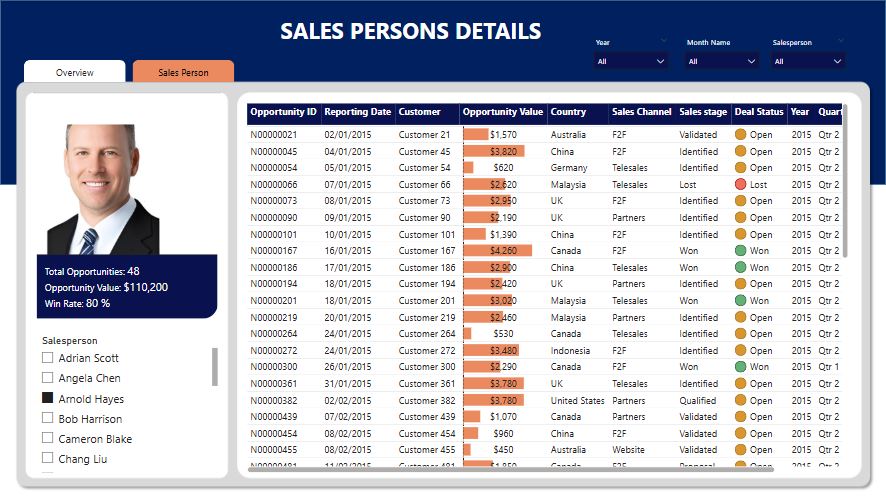 SALES PERSONS DETAILS
Year Month Name Salesperson
All All All
Overview Sales Person
Total Opportunities: 48
Opportunity Value: $110,200
Win Rate: 80 %
Salesperson
Adrian Scott
Angela Chen
Arnold Hayes
Bob Harrison
Cameron Blake
Chang Liu
Opportunity ID Reporting Date Customer Opportunity Value Country Sales Channel Sales stage Deal Status Year Quart
N00000021 02/01/2015 Customer 21 $1,570 Australia F2F Validated Open 2015 Qtr 2
N00000045 04/01/2015 Customer 45 $3,820 China F2F Identified Open 2015 Qtr 2
N00000054 05/01/2015 Customer 54 $620 Germany Telesales Identified Open 2015 Qtr 2
N00000066 07/01/2015 Customer 66 $2,620 Malaysia Telesales Lost Lost 2015 Qtr 2
N00000073 08/01/2015 Customer 73 $2,950 UK F2F Identified Open 2015 Qtr 2
N00000090 09/01/2015 Customer 90 $2,190 UK Partners Identified Open 2015 Qtr 2
N00000101 10/01/2015 Customer 101 $1,390 China F2F Identified Open 2015 Qtr 2
N00000167 16/01/2015 Customer 167 $4,260 Canada F2F Won Won 2015 Qtr 2
N00000186 17/01/2015 Customer 186 $2,900 China Telesales Won Won 2015 Qtr 2
N00000194 18/01/2015 Customer 194 $2,420 UK Partners Identified Open 2015 Qtr 2
N00000201 18/01/2015 Customer 201 $3,020 Malaysia Telesales Won Won 2015 Qtr 2
N00000219 20/01/2015 Customer 219 $2,460 Malaysia Partners Identified Open 2015 Qtr 2
N00000264 24/01/2015 Customer 264 $530 Canada Telesales Identified Open 2015 Qtr 2
N00000272 24/01/2015 Customer 272 $3,480 Indonesia F2F Identified Open 2015 Qtr 2
N00000300 26/01/2015 Customer 300 $2,290 Canada F2F Won Won 2015 Qtr 1
N00000361 31/01/2015 Customer 361 $3,780 UK Telesales Identified Open 2015 Qtr 2
N00000382 02/02/2015 Customer 382 $3,780 United States Partners Qualified Open 2015 Qtr 2
N00000439 07/02/2015 Customer 439 $1,070 Canada Partners Validated Open 2015 Qtr 2
N00000454 08/02/2015 Customer 454 $960 China F2F Validated Open 2015 Qtr 2
N00000455 08/02/2015 Customer 455 $450 Australia Website Validated Open 2015 Qtr 2
N00000481 11/02/2015 Customer 481 $1,850 Canada F2F Proposal Open 2015 Qtr 2